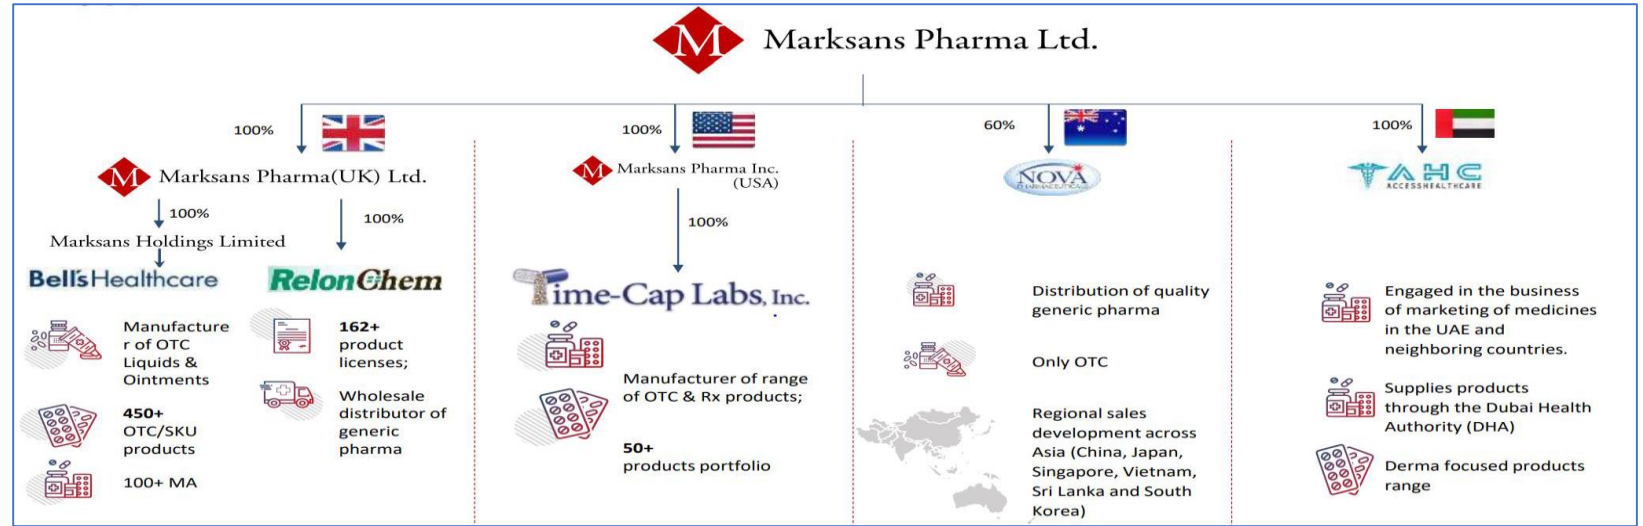 M Marksans Pharma Ltd.
100%
M Marksans Pharma(UK) Ltd.
100%
100%
Marksans Holdings Limited
Bell's Healthcare
RelonChem
Manufacture
r of OTC
Liquids &
Ointments
450+
OTC/SKU
products
100+ MA
162+
product
licenses;
Wholesale
distributor of
generic
pharma
100%
M Marksans Pharma Inc.
(USA)
100%
Time-Cap Labs, Inc.
Manufacturer of range
of OTC & Rx products;
50+
products portfolio
60%
NOVA
PHARMACEUTICALS
Distribution of quality
generic pharma
Only OTC
Regional sales
development across
Asia (China, Japan,
Singapore, Vietnam,
Sri Lanka and South
Korea)
100%
AHC
ACCESSHEALTHCARE
Engaged in the business
of marketing of medicines
in the UAE and
neighboring countries.
Supplies products
through the Dubai Health
Authority (DHA)
Derma focused products
range